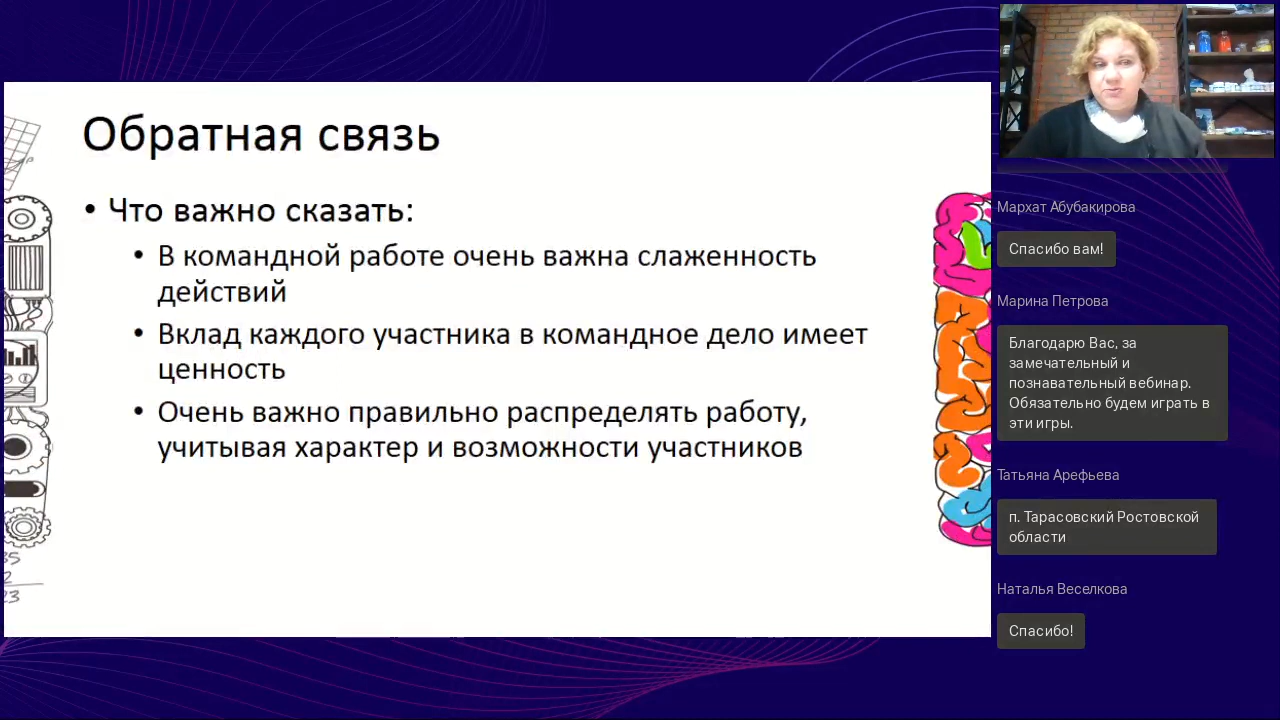 Обратная связь
• Что важно сказать:
• В командной работе очень важна слаженность
действий
• Вклад каждого участника в командное дело имеет
ценность
• Очень важно правильно распределять работу,
учитывая характер и возможности участников
Мархат Абубакирова
Спасибо вам!
Марина Петрова
Благодарю Вас, за
замечательный и
познавательный вебинар.
Обязательно будем играть в
эти игры.
Татьяна Арефьева
п. Тарасовский Ростовской
области
Наталья Веселкова
Спасибо!